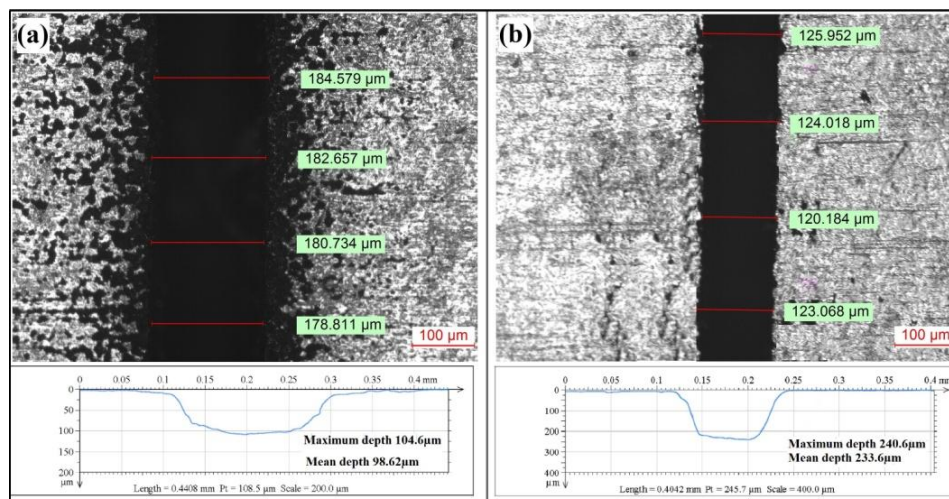 (a)
184.579 µm
182.657 µm
180.734 µm
178.811 µm
100 µm
0 0.05 0.1 0.15 0.2 0.25 0.3 0.35 0.4 mm
0
50
100
150
200
µm
Maximum depth 104.6µm
Mean depth 98.62µm
Length = 0.4408 mm Pt = 108.5 µm Scale = 200.0 µm
(b)
125.952 µm
124.018 µm
120.184 µm
123.068 µm
100 µm
0 0.05 0.1 0.15 0.2 0.25 0.3 0.35 0.4 mm
0
100
200
300
400
µm
Maximum depth 240.6µm
Mean depth 233.6µm
Length = 0.4042 mm Pt = 245.7 µm Scale = 400.0 µm